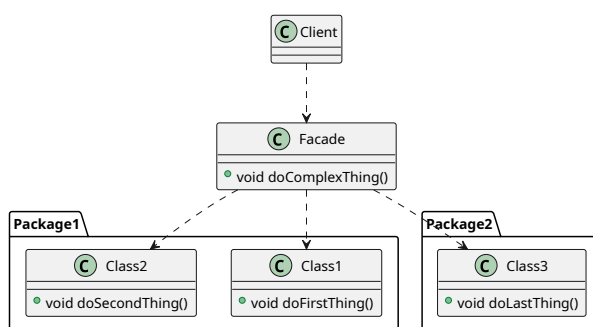 C Client
C Facade
void doComplexThing()
Package1
Package2
C Class2
C Class1
C Class3
void doSecondThing()
void doFirstThing()
void doLastThing()